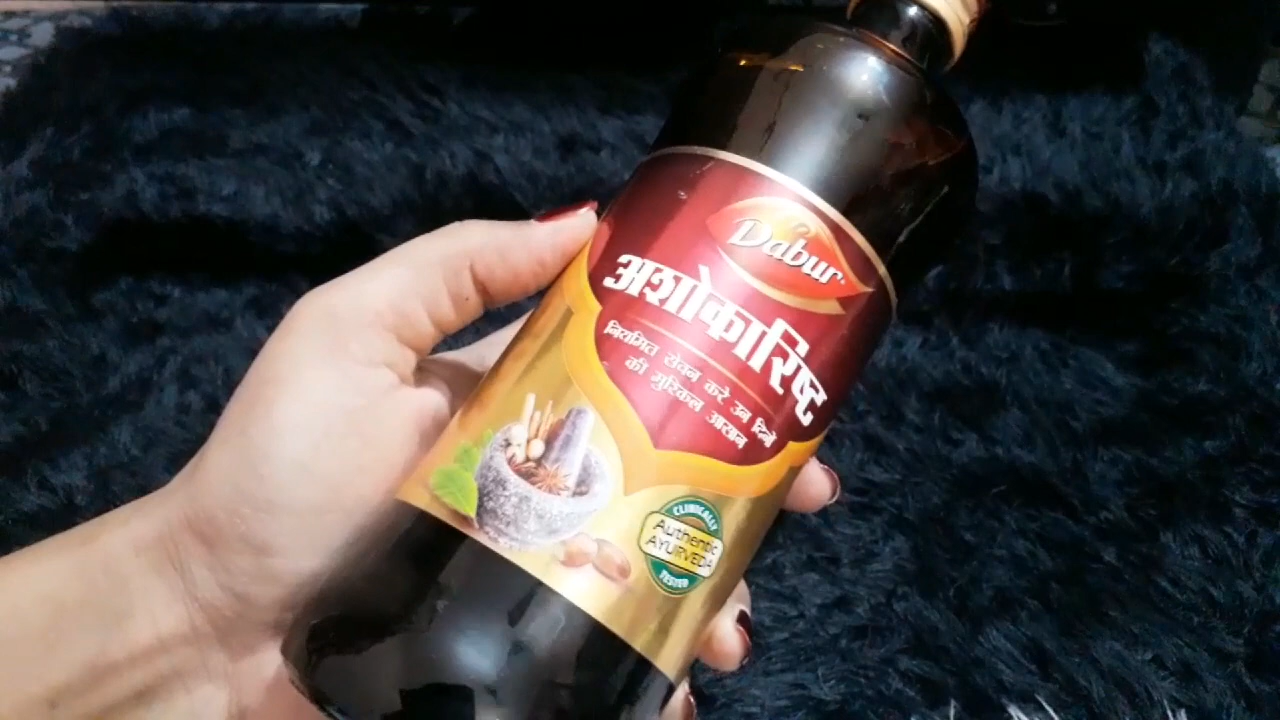 Dabur
अशोकारिष्ट
नियमित सेवन करे उन दिनों
की मुश्किल आसान
CLINICALLY
Authentic
AYURVEDA
TESTED